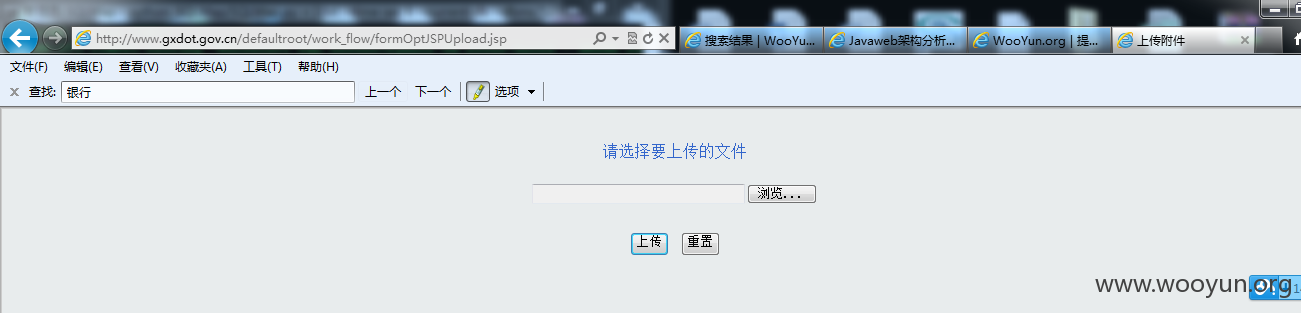 http://www.gxdot.gov.cn/defaultroot/work_flow/formOptJSPUpload.jsp
搜索结果 | WooYu...
Javaweb架构分析...
WooYun.org | 提...
上传附件
文件(F) 编辑(E) 查看(V) 收藏夹(A) 工具(T) 帮助(H)
查找: 银行 上一个 下一个 选项
请选择要上传的文件
浏览...
上传 重置
www.wooyun.org